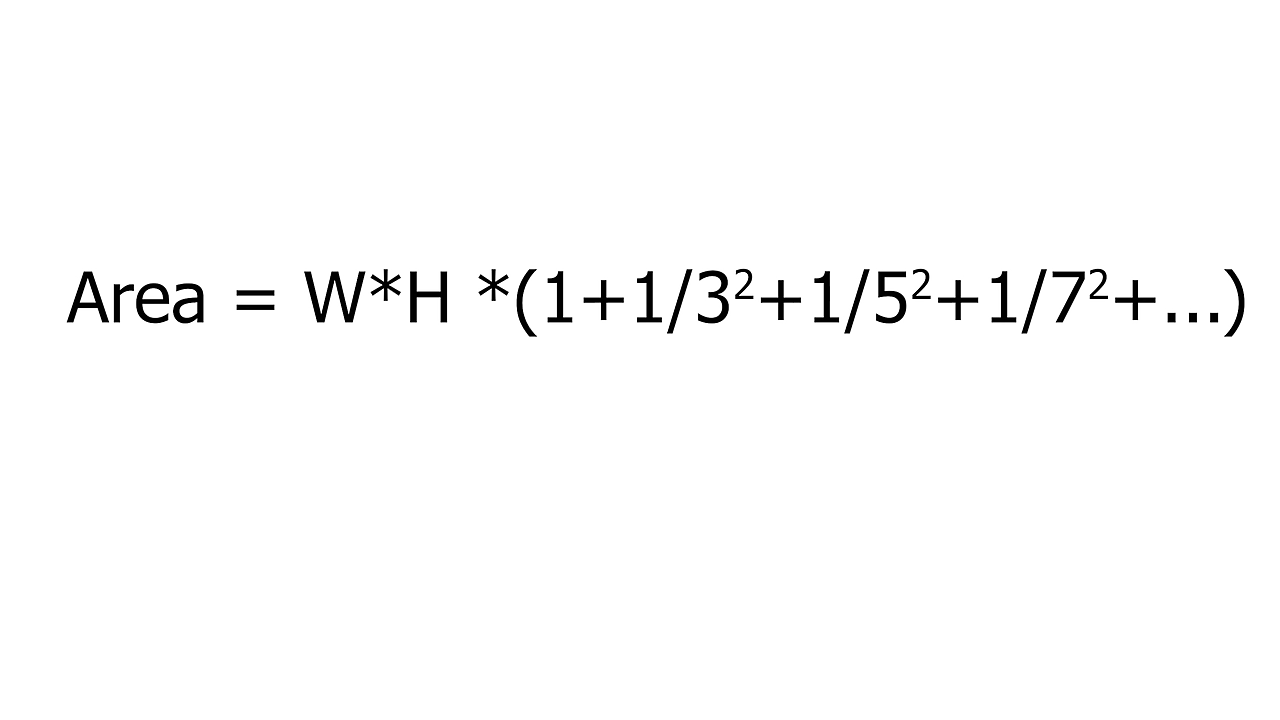 Area = W*H *(1+1/3²+1/5²+1/7²+...)